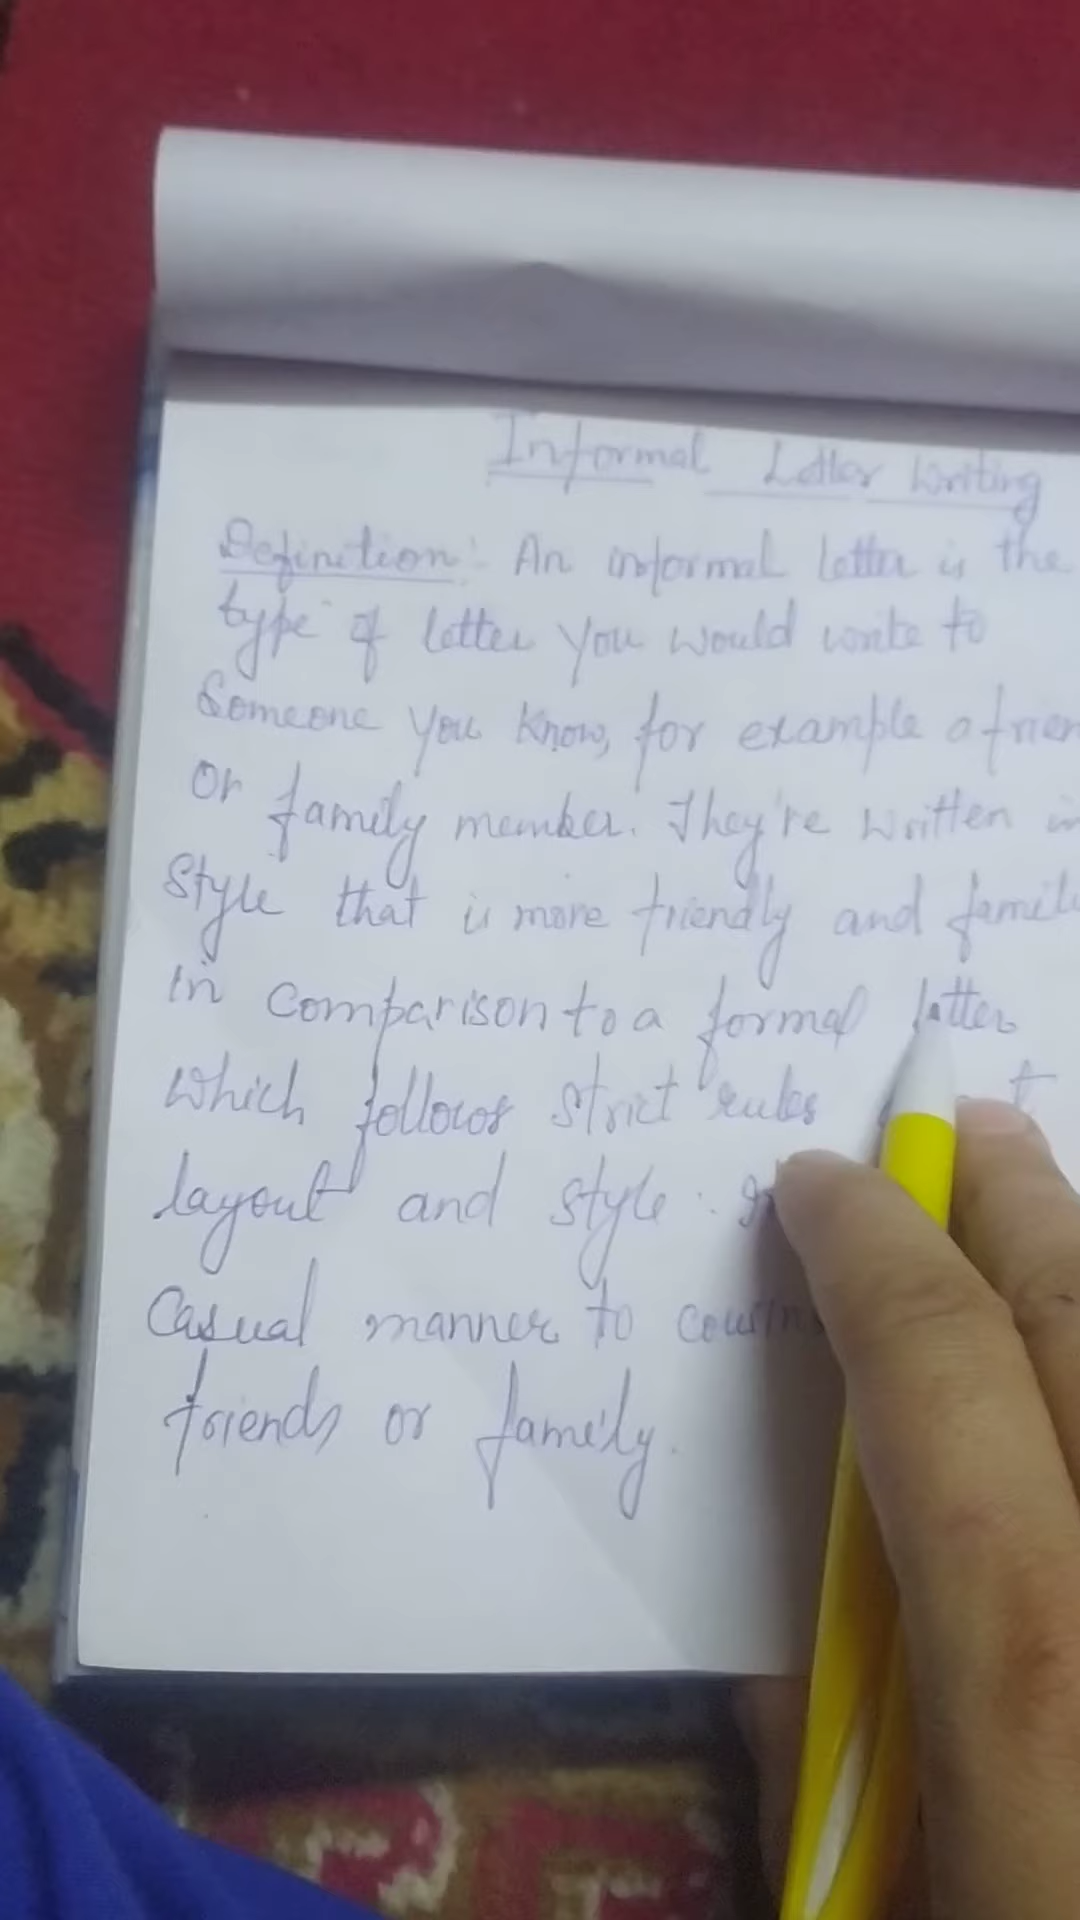 Informal Letter Writing
Definition: An informal letter is the
type of letter you would write to
Someone you know, for example a
or family member. They're written
Style that is more friendly and
in comparison to a formal letter
which follows strict rules
layout and style.
Casual manner to
friends or family.